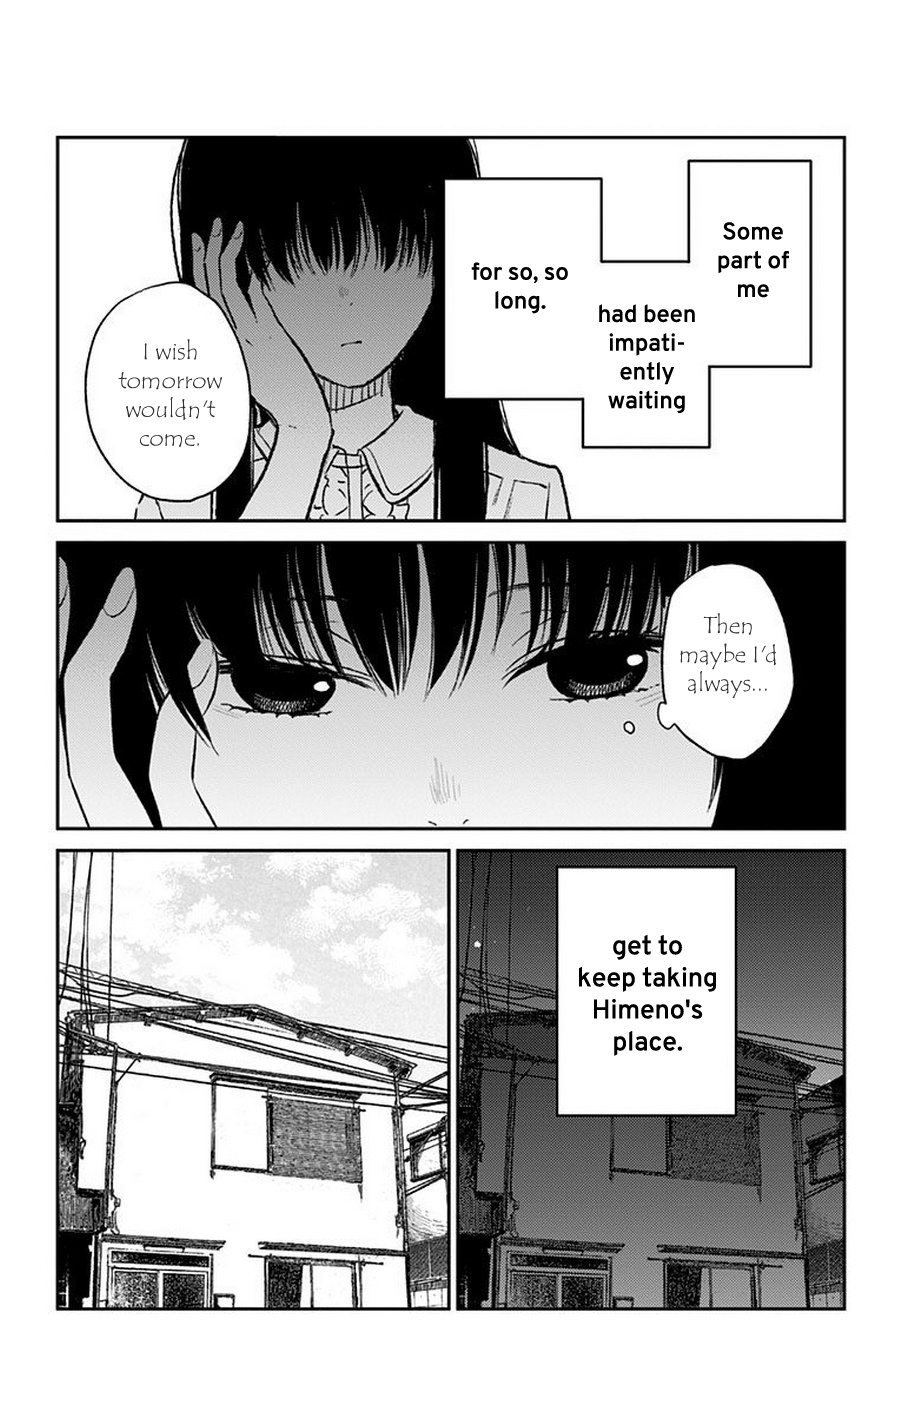 Some
part of
me
had been
impati-
ently
waiting
for so, so
long.
I wish
tomorrow
wouldn't
come.
Then
maybe I'd
always...
get to
keep taking
Himeno's
place.